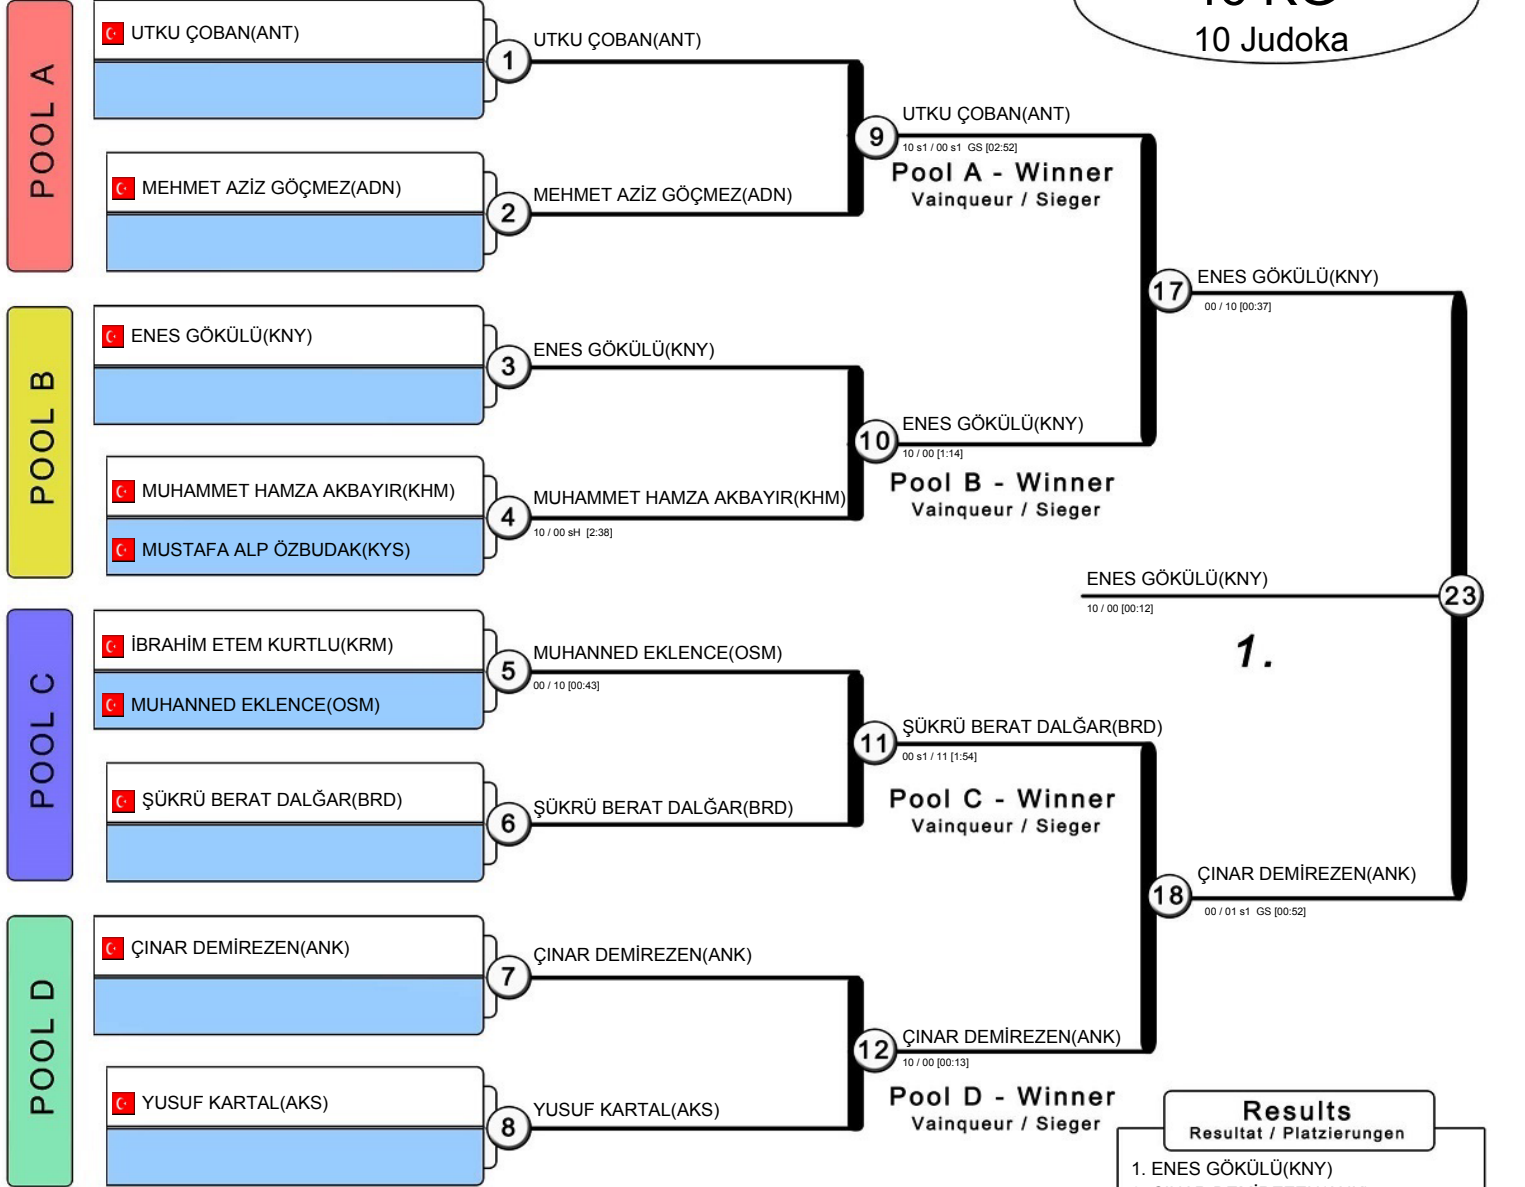 10 Judoka
POOL A
UTKU ÇOBAN(ANT)
1
UTKU ÇOBAN(ANT)
MEHMET AZİZ GÖÇMEZ(ADN)
2
MEHMET AZİZ GÖÇMEZ(ADN)
9
UTKU ÇOBAN(ANT)
10 s1 / 00 s1 GS [02:52]
Pool A - Winner
Vainqueur / Sieger
POOL B
ENES GÖKÜLÜ(KNY)
3
ENES GÖKÜLÜ(KNY)
MUHAMMET HAMZA AKBAYIR(KHM)
MUSTAFA ALP ÖZBUDAK(KYS)
4
MUHAMMET HAMZA AKBAYIR(KHM)
10 / 00 sH [2:38]
10
ENES GÖKÜLÜ(KNY)
10 / 00 [1:14]
Pool B - Winner
Vainqueur / Sieger
17
ENES GÖKÜLÜ(KNY)
00 / 10 [00:37]
POOL C
İBRAHİM ETEM KURTLU(KRM)
MUHANNED EKLENCE(OSM)
5
MUHANNED EKLENCE(OSM)
00 / 10 [00:43]
ŞÜKRÜ BERAT DALĞAR(BRD)
6
ŞÜKRÜ BERAT DALĞAR(BRD)
11
ŞÜKRÜ BERAT DALĞAR(BRD)
00 s1 / 11 [1:54]
Pool C - Winner
Vainqueur / Sieger
POOL D
ÇINAR DEMİREZEN(ANK)
7
ÇINAR DEMİREZEN(ANK)
YUSUF KARTAL(AKS)
8
YUSUF KARTAL(AKS)
12
ÇINAR DEMİREZEN(ANK)
10 / 00 [00:13]
Pool D - Winner
Vainqueur / Sieger
18
ÇINAR DEMİREZEN(ANK)
00 / 01 s1 GS [00:52]
23
ENES GÖKÜLÜ(KNY)
10 / 00 [00:12]
1.
Results
Resultat / Platzierungen
1. ENES GÖKÜLÜ(KNY)